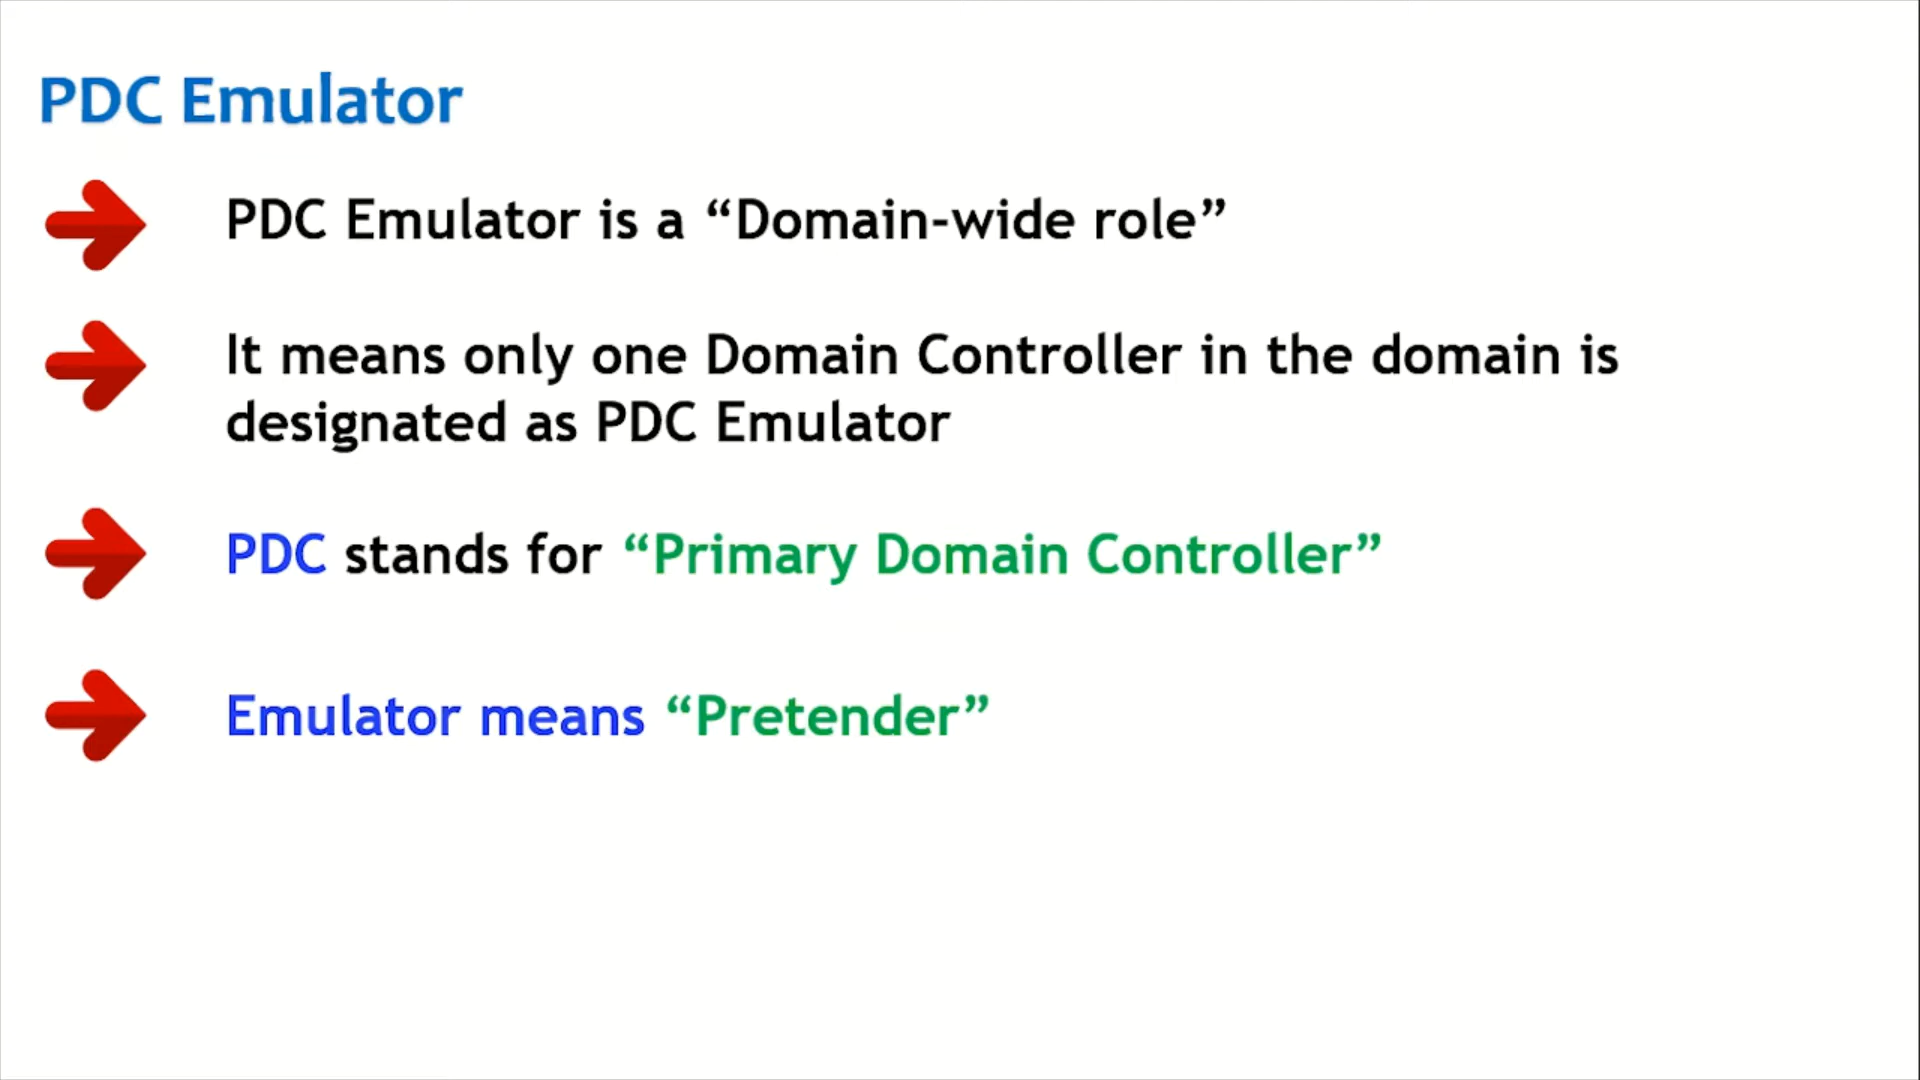 PDC Emulator
PDC Emulator is a “Domain-wide role”
It means only one Domain Controller in the domain is
designated as PDC Emulator
PDC stands for “Primary Domain Controller”
Emulator means “Pretender”